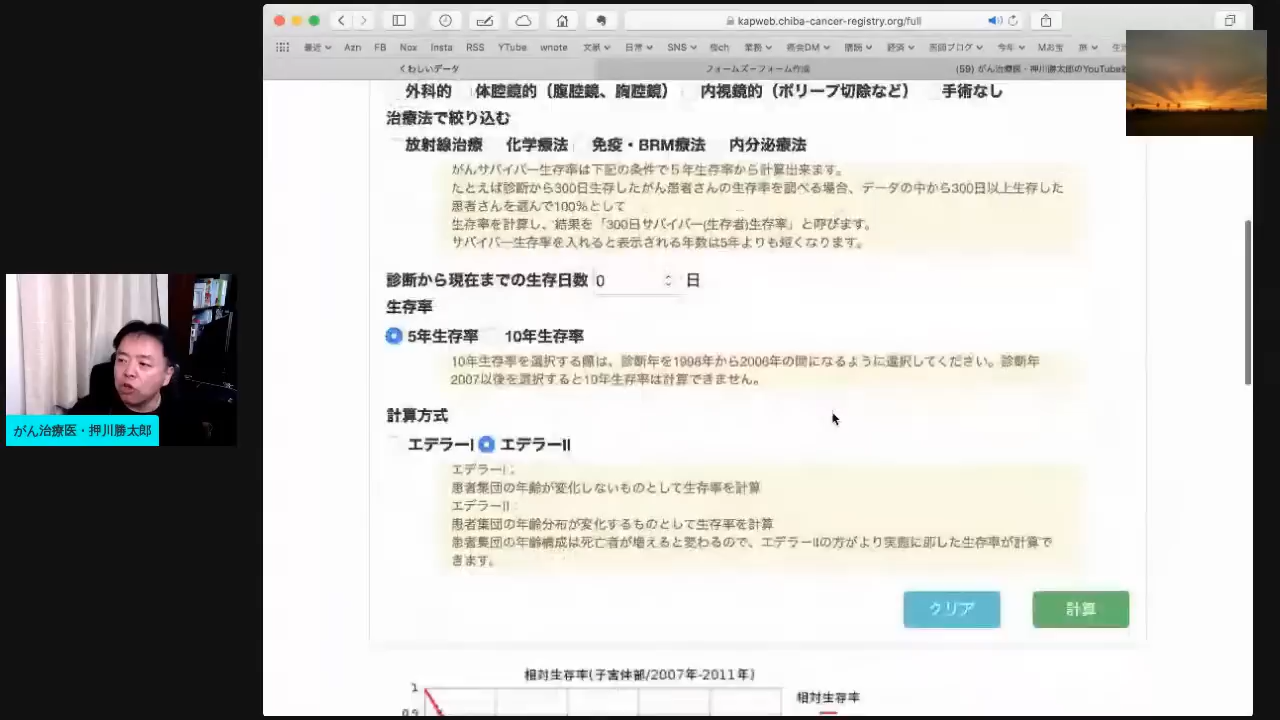 kapweb.chiba-cancer-registry.org/full
最近 Azn FB Nox Insta RSS YTube wnote 文献 日常 SNS 癌ch 業務 癌会DM 購読 経済 医師ブログ 今年 Mお宝 旅
くわしいデータ フォームズ－フォーム作成 (59) がん治療医・押川勝太郎のYouTube
外科的 体腔鏡的（腹腔鏡、胸腔鏡） 内視鏡的（ポリープ切除など） 手術なし
治療法で絞り込む
放射線治療 化学療法 免疫・BRM療法 内分泌療法
がんサバイバー生存率は下記の条件で５年生存率から計算出来ます。
たとえば診断から300日生存したがん患者さんの生存率を調べる場合、データの中から300日以上生存した
患者さんを選んで100％として
生存率を計算し、結果を「300日サバイバー(生存者)生存率」と呼びます。
サバイバー生存率を入れると表示される年数は5年よりも短くなります。
診断から現在までの生存日数 0 日
生存率
5年生存率 10年生存率
10年生存率を選択する際は、診断年を1998年から2006年の間になるように選択してください。診断年
2007以後を選択すると10年生存率は計算できません。
計算方式
エデラーI エデラーII
エデラーI：
患者集団の年齢が変化しないものとして生存率を計算
エデラーII：
患者集団の年齢分布が変化するものとして生存率を計算
患者集団の年齢構成は死亡者が増えると変わるので、エデラーIIの方がより実態に即した生存率が計算で
きます。
クリア 計算
相対生存率(子宮体部/2007年-2011年)
1
0.9
相対生存率
がん治療医・押川勝太郎